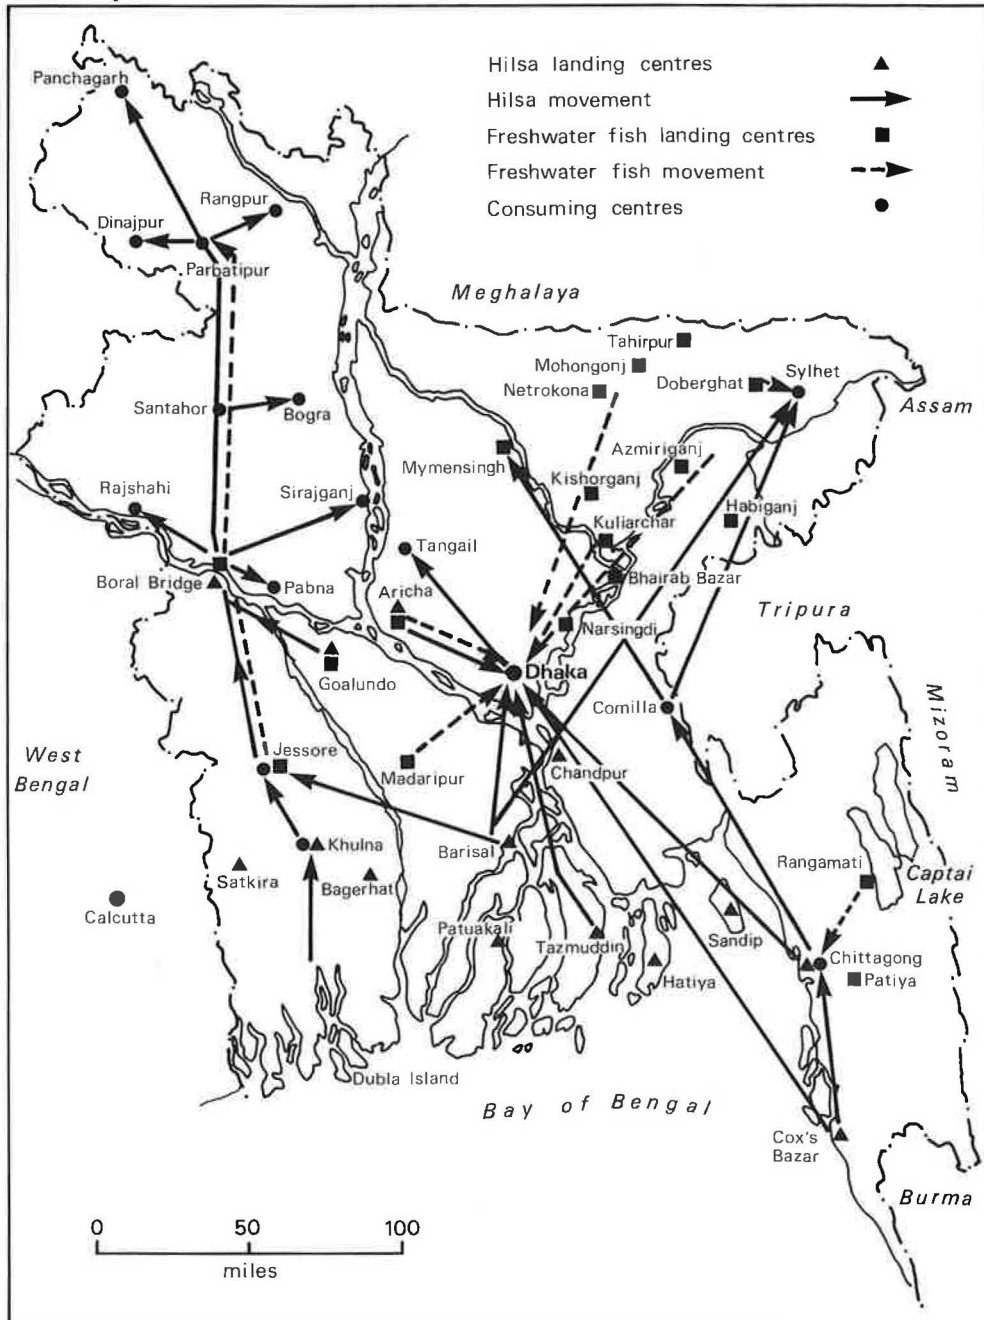 Hilsa landing centres
Hilsa movement
Freshwater fish landing centres
Freshwater fish movement
Consuming centres
Panchagarh
Rangpur
Dinajpur
Parbatipur
Meghalaya
Tahirpur
Mohongonj
Netrokona
Doberghat
Sylhet
Assam
Santahor
Bogra
Mymensingh
Azmiriganj
Kishorganj
Rajshahi
Sirajganj
Habiganj
Kuliarchar
Tangail
Boral Bridge
Pabna
Bhairab Bazar
Aricha
Tripura
Narsingdi
Goalundo
Dhaka
Comilla
Mizoram
West
Bengal
Jessore
Madaripur
Chandpur
Khulna
Barisal
Rangamati
Captai
Lake
Satkira
Bagerhat
Calcutta
Patuakali
Tazmuddin
Sandip
Chittagong
Hatiya
Patiya
Dubla Island
Bay of Bengal
Cox's
Bazar
Burma
0 50 100
miles